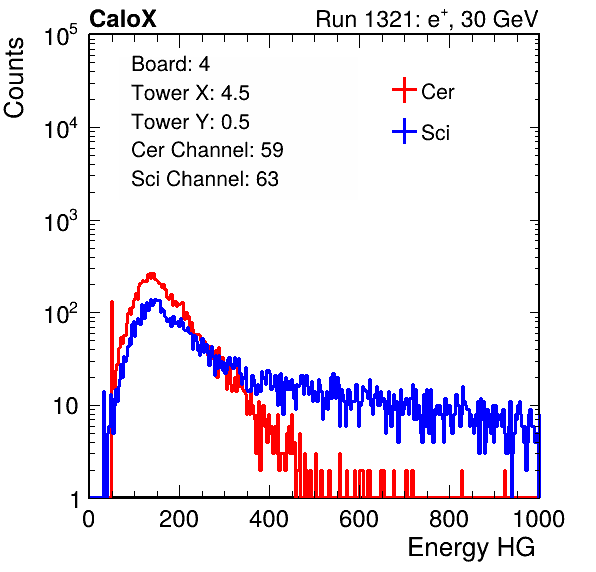 CaloX Run 1321: e⁺, 30 GeV
Counts
10⁵
10⁴
10³
10²
10
1
Board: 4
Tower X: 4.5
Tower Y: 0.5
Cer Channel: 59
Sci Channel: 63
Cer
Sci
0 200 400 600 800 1000
Energy HG